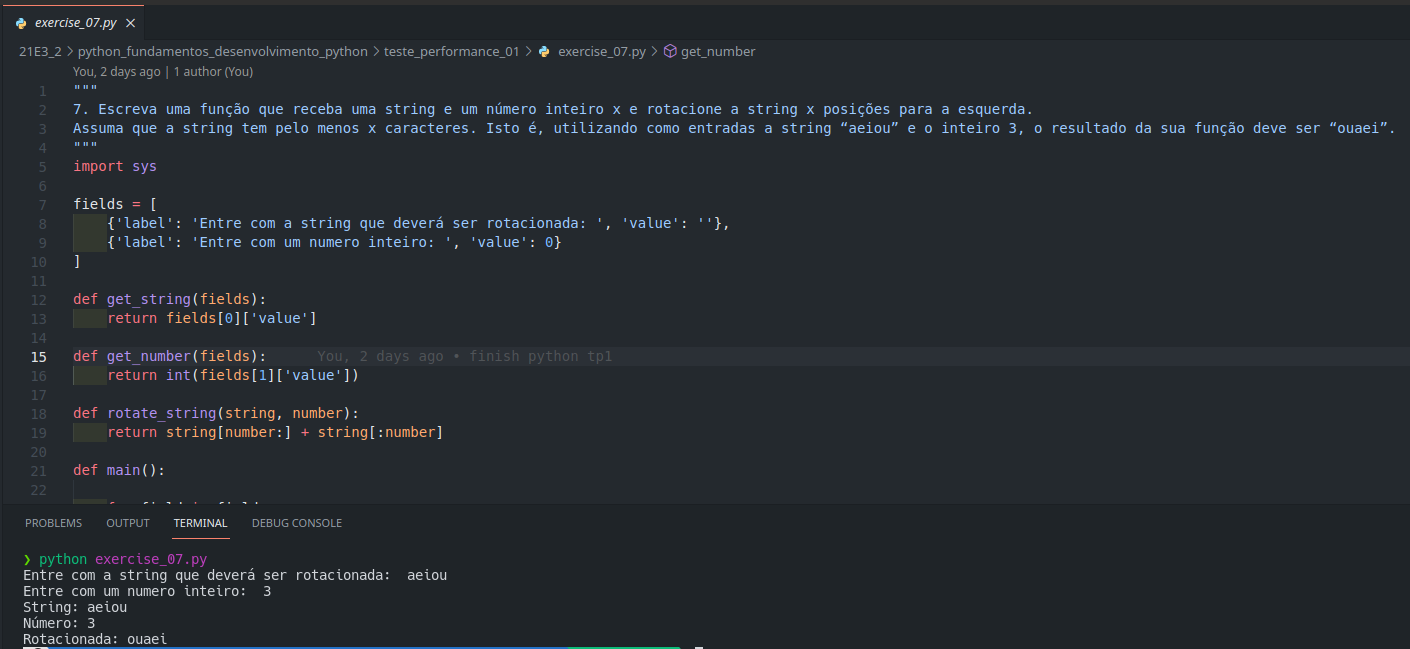 exercise_07.py
21E3_2 > python_fundamentos_desenvolvimento_python > teste_performance_01 > exercise_07.py > get_number
You, 2 days ago | 1 author (You)
1 """
2 7. Escreva uma função que receba uma string e um número inteiro x e rotacione a string x posições para a esquerda.
3 Assuma que a string tem pelo menos x caracteres. Isto é, utilizando como entradas a string “aeiou” e o inteiro 3, o resultado da sua função deve ser “ouaei”.
4 """
5 import sys
6
7 fields = [
8     {'label': 'Entre com a string que deverá ser rotacionada: ', 'value': ''},
9     {'label': 'Entre com um numero inteiro: ', 'value': 0}
10 ]
11
12 def get_string(fields):
13     return fields[0]['value']
14
15 def get_number(fields):      You, 2 days ago • finish python tp1
16     return int(fields[1]['value'])
17
18 def rotate_string(string, number):
19     return string[number:] + string[:number]
20
21 def main():
22
PROBLEMS OUTPUT TERMINAL DEBUG CONSOLE
❯ python exercise_07.py
Entre com a string que deverá ser rotacionada:  aeiou
Entre com um numero inteiro:  3
String: aeiou
Número: 3
Rotacionada: ouaei